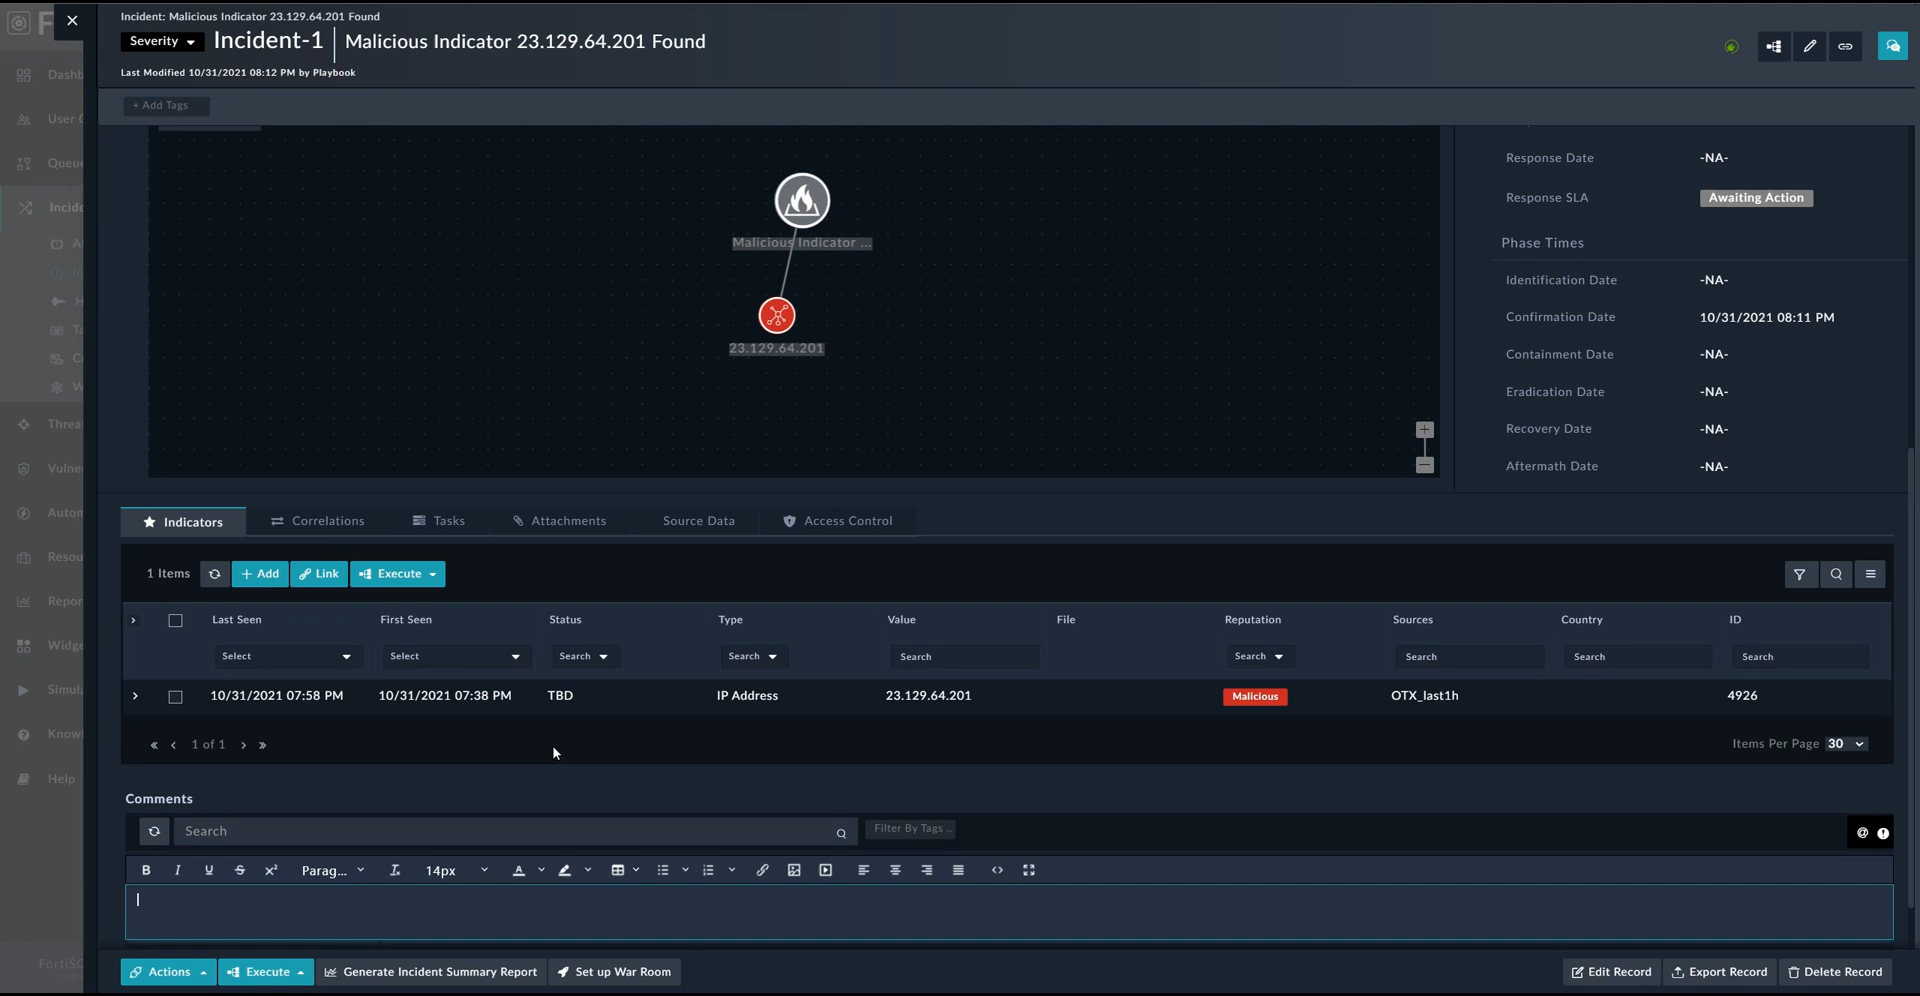 Incident: Malicious Indicator 23.129.64.201 Found
Severity Incident-1 Malicious Indicator 23.129.64.201 Found
Last Modified 10/31/2021 08:12 PM by Playbook
+ Add Tags
Malicious Indicator ...
23.129.64.201
Response Date -NA-
Response SLA Awaiting Action
Phase Times
Identification Date -NA-
Confirmation Date 10/31/2021 08:11 PM
Containment Date -NA-
Eradication Date -NA-
Recovery Date -NA-
Aftermath Date -NA-
Indicators Correlations Tasks Attachments Source Data Access Control
1 Items + Add Link Execute
Last Seen First Seen Status Type Value File Reputation Sources Country ID
Select Select Search Search Search Search Search Search Search
10/31/2021 07:58 PM 10/31/2021 07:38 PM TBD IP Address 23.129.64.201 Malicious OTX_last1h 4926
« ‹ 1 of 1 › » Items Per Page 30
Comments
Search Filter By Tags ..
B I U S X² Parag... 14px
Actions Execute Generate Incident Summary Report Set up War Room Edit Record Export Record Delete Record
Help